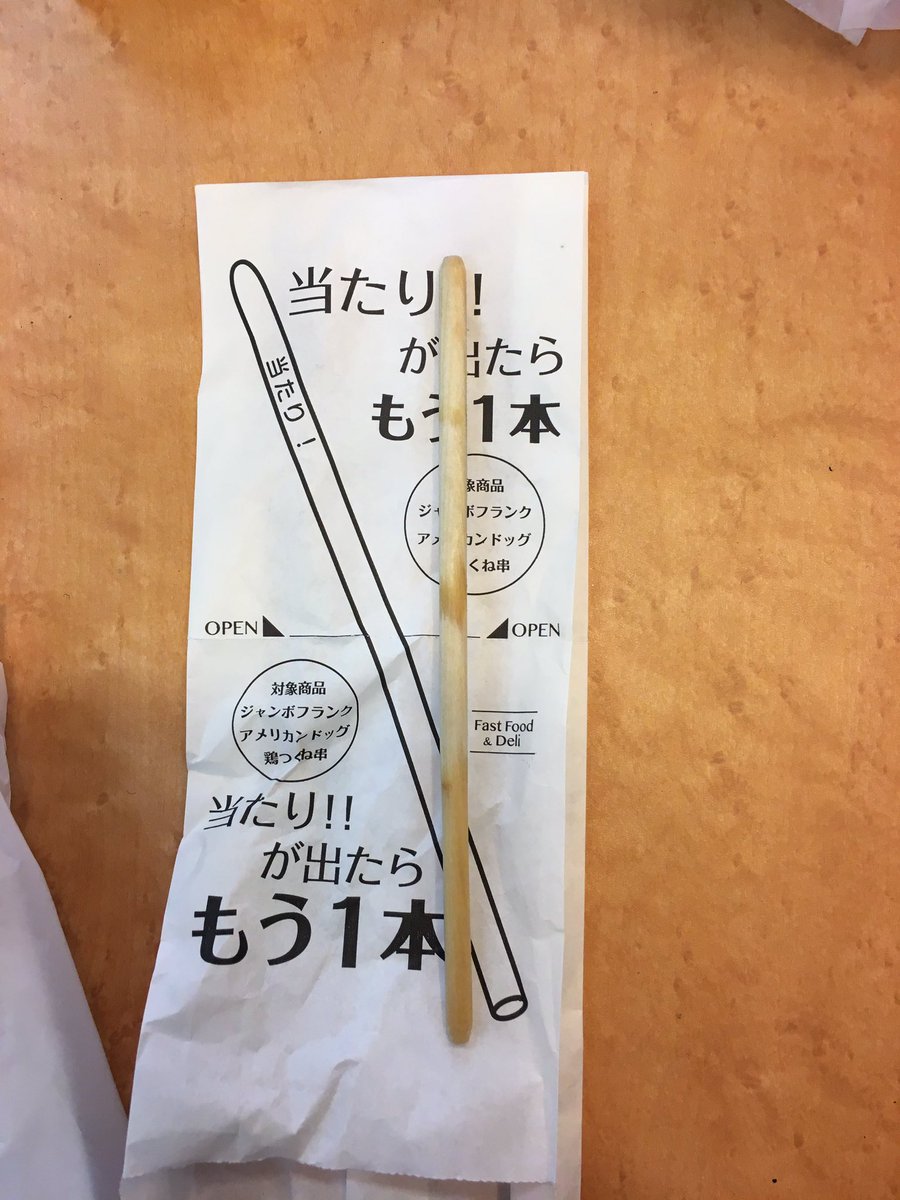 当たり!
が出たら
もう1本
当たり!
象商品
ジャ ボフランク
アメ カンドッグ
くね串
OPEN
OPEN
対象商品
ジャンボフランク
アメリカンドッグ
鶏つくね串
Fast Food
& Deli
当たり!!
が出たら
もう1本